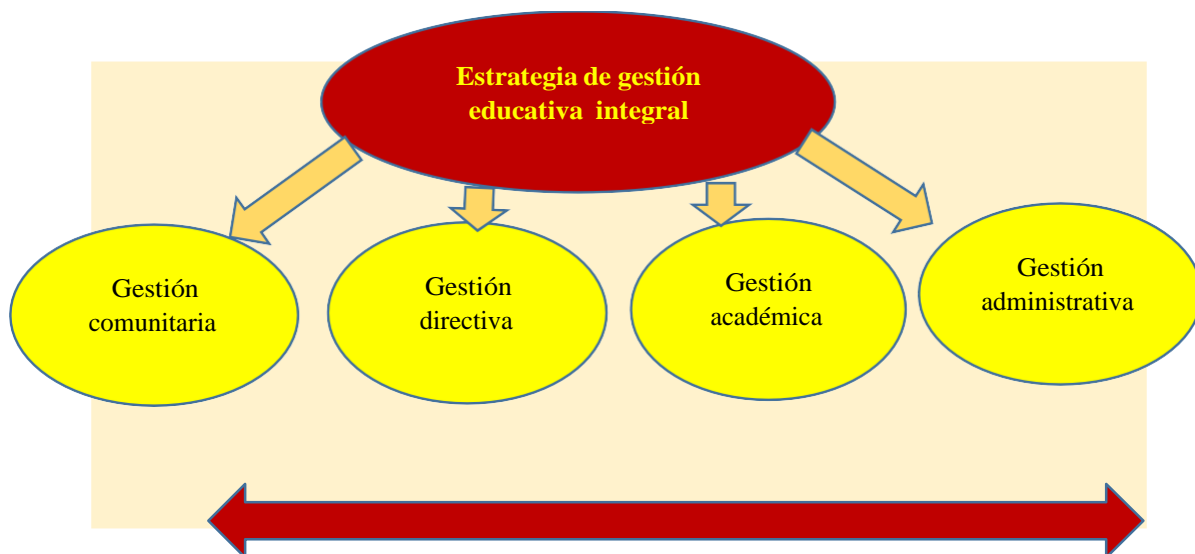 Estrategia de gestión
educativa integral
Gestión
comunitaria
Gestión
directiva
Gestión
académica
Gestión
administrativa